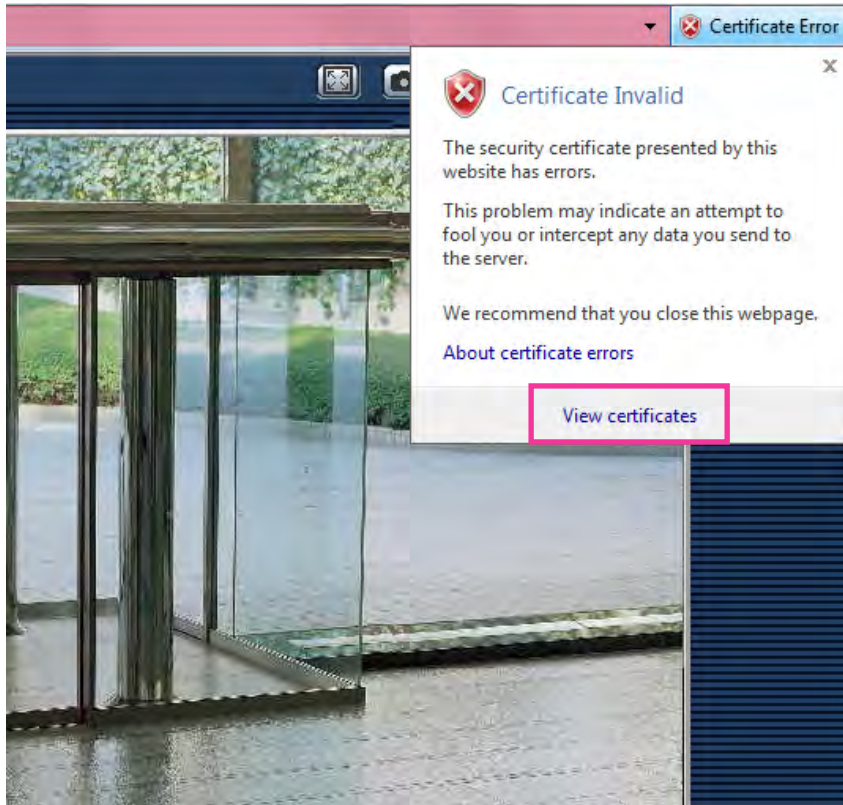 Certificate Error
x
Certificate Invalid
The security certificate presented by this
website has errors.
This problem may indicate an attempt to
fool you or intercept any data you send to
the server.
We recommend that you close this webpage.
About certificate errors
View certificates